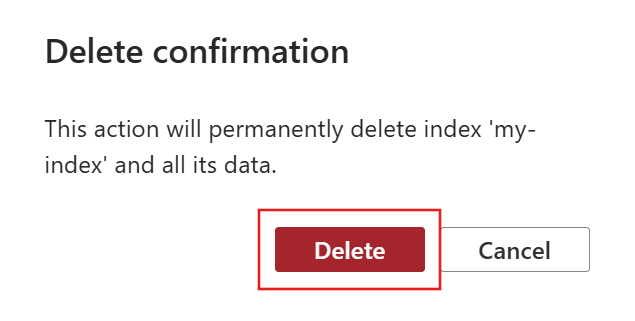 Delete confirmation
This action will permanently delete index 'my-
index' and all its data.
Delete Cancel